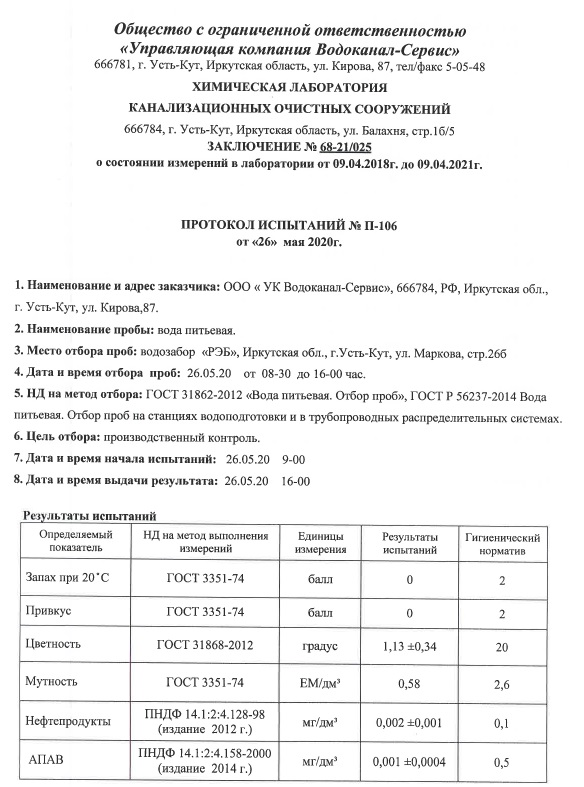 Общество с ограниченной ответственностью
«Управляющая компания Водоканал-Сервис»
666781, г. Усть-Кут, Иркутская область, ул. Кирова, 87, тел/факс 5-05-48
ХИМИЧЕСКАЯ ЛАБОРАТОРИЯ
КАНАЛИЗАЦИОННЫХ ОЧИСТНЫХ СООРУЖЕНИЙ
666784, г. Усть-Кут, Иркутская область, ул. Балахня, стр.1б/5
ЗАКЛЮЧЕНИЕ № 68-21/025
о состоянии измерений в лаборатории от 09.04.2018г. до 09.04.2021г.
ПРОТОКОЛ ИСПЫТАНИЙ № П-106
от «26» мая 2020г.
1. Наименование и адрес заказчика: ООО « УК Водоканал-Сервис», 666784, РФ, Иркутская обл.,
г. Усть-Кут, ул. Кирова,87.
2. Наименование пробы: вода питьевая.
3. Место отбора проб: водозабор «РЭБ», Иркутская обл., г.Усть-Кут, ул. Маркова, стр.26б
4. Дата и время отбора проб: 26.05.20 от 08-30 до 16-00 час.
5. НД на метод отбора: ГОСТ 31862-2012 «Вода питьевая. Отбор проб», ГОСТ Р 56237-2014 Вода
питьевая. Отбор проб на станциях водоподготовки и в трубопроводных распределительных системах.
6. Цель отбора: производственный контроль.
7. Дата и время начала испытаний: 26.05.20 9-00
8. Дата и время выдачи результата: 26.05.20 16-00
Результаты испытаний
Определяемый показатель НД на метод выполнения измерений Единицы измерения Результаты испытаний Гигиенический норматив
Запах при 20˚С ГОСТ 3351-74 балл 0 2
Привкус ГОСТ 3351-74 балл 0 2
Цветность ГОСТ 31868-2012 градус 1,13 ±0,34 20
Мутность ГОСТ 3351-74 ЕМ/дм³ 0,58 2,6
Нефтепродукты ПНДФ 14.1:2:4.128-98 (издание 2012 г.) мг/дм³ 0,002 ±0,001 0,1
АПАВ ПНДФ 14.1:2:4.158-2000 (издание 2014 г.) мг/дм³ 0,001 ±0,0004 0,5